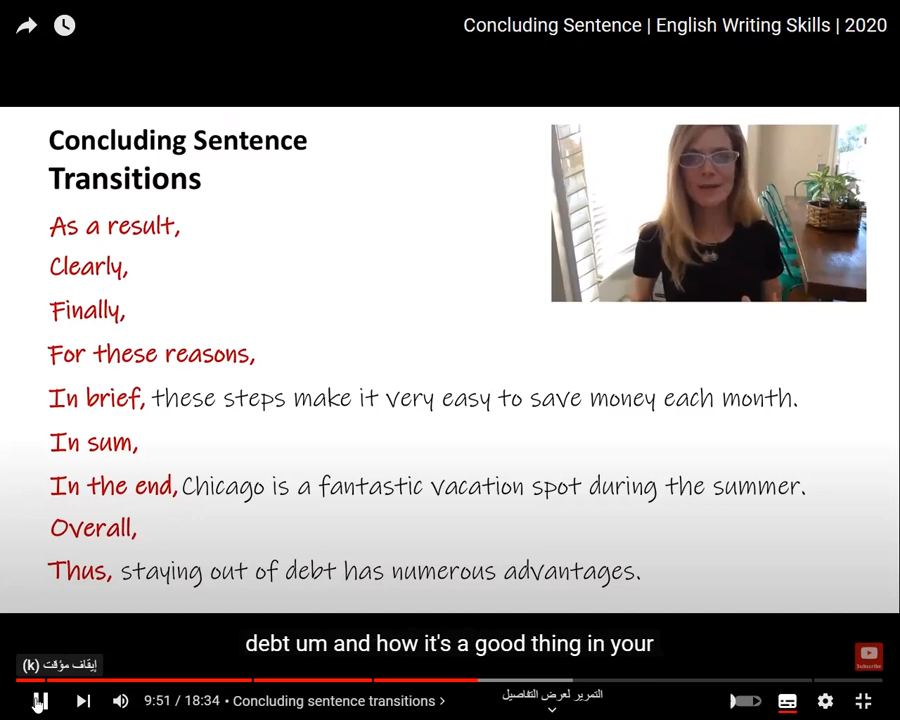 Concluding Sentence | English Writing Skills | 2020
Concluding Sentence
Transitions
As a result,
Clearly,
Finally,
For these reasons,
In brief, these steps make it very easy to save money each month.
In sum,
In the end, Chicago is a fantastic vacation spot during the summer.
Overall,
Thus, staying out of debt has numerous advantages.
debt um and how it's a good thing in your
إيقاف مؤقت (k)
9:51 / 18:34 • Concluding sentence transitions >
التمرير لعرض التفاصيل